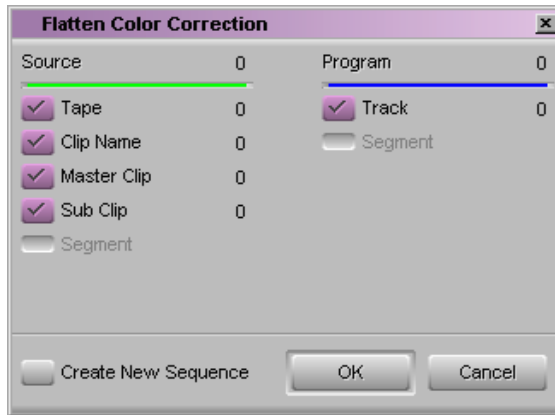 Flatten Color Correction
Source 0
Tape 0
Clip Name 0
Master Clip 0
Sub Clip 0
Segment
Program 0
Track 0
Segment
Create New Sequence
OK
Cancel